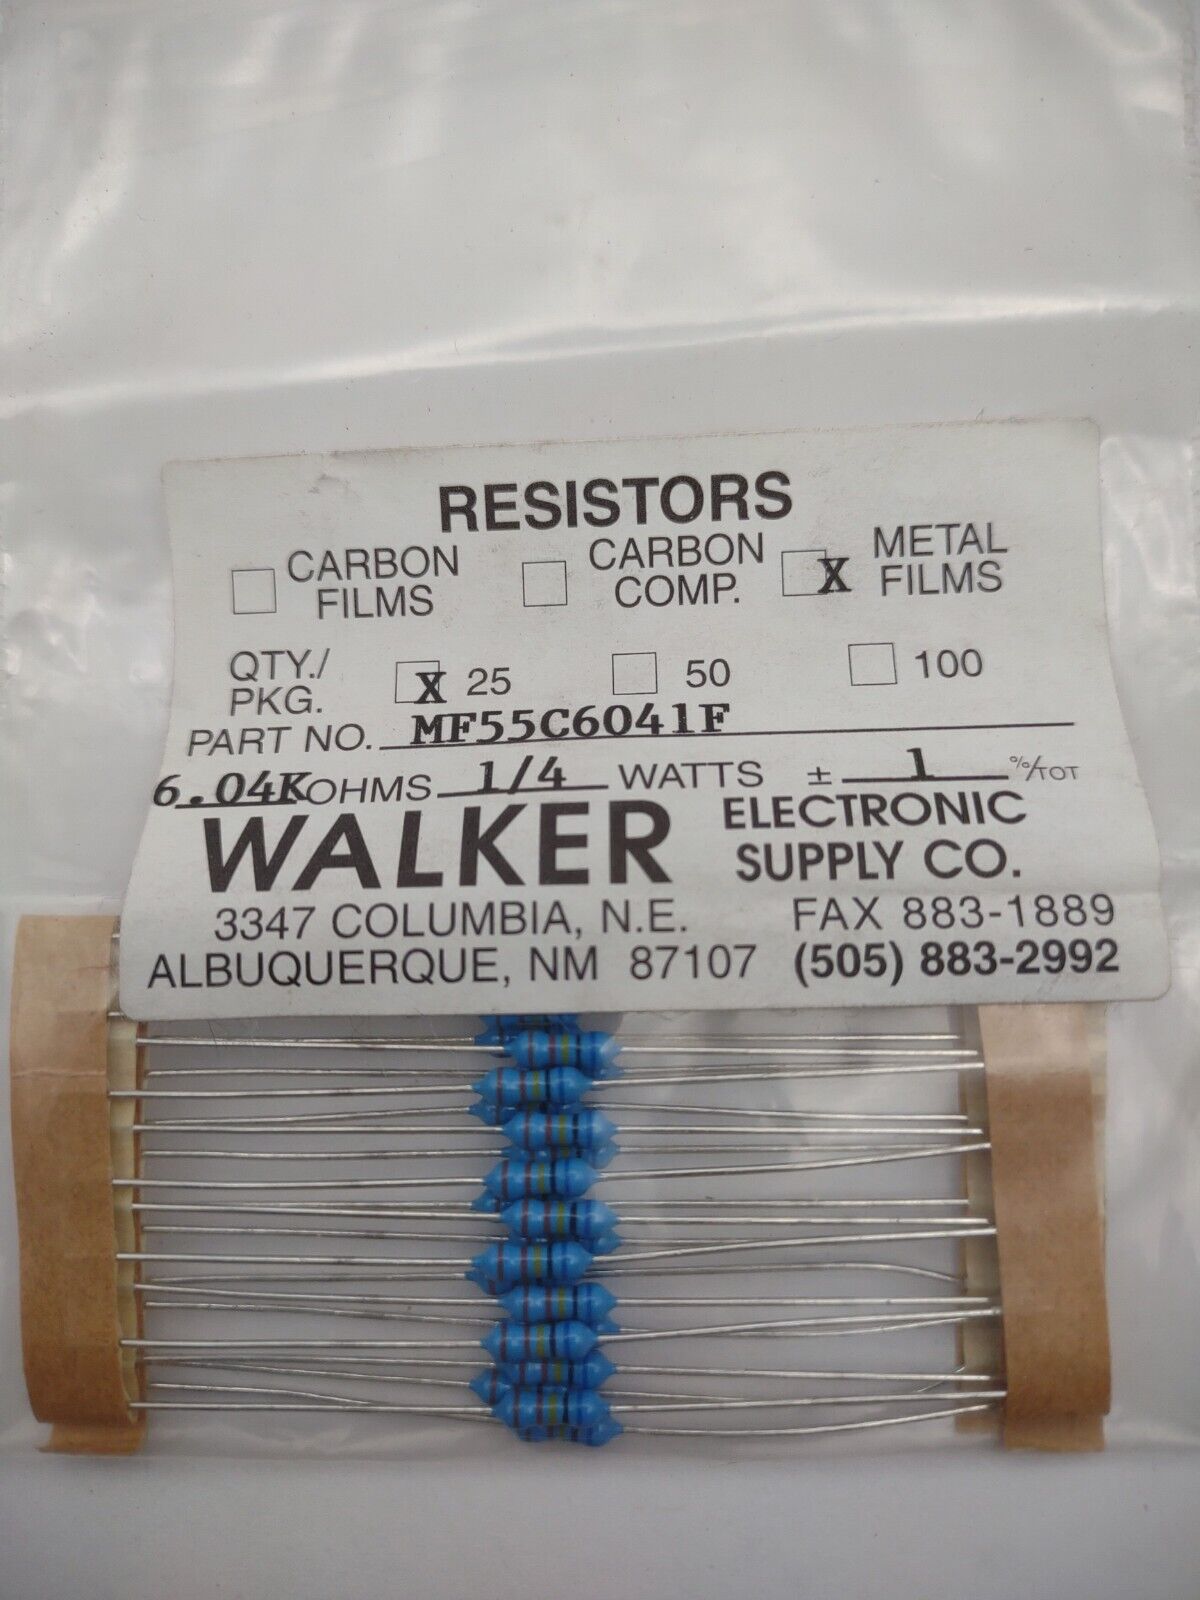 RESISTORS
CARBON FILMS CARBON COMP. X METAL FILMS
QTY./ PKG. X 25 50 100
PART NO. MF55C6041F
6.04K OHMS 1/4 WATTS ± 1 %/TOT
WALKER ELECTRONIC SUPPLY CO.
3347 COLUMBIA, N.E. FAX 883-1889
ALBUQUERQUE, NM 87107 (505) 883-2992